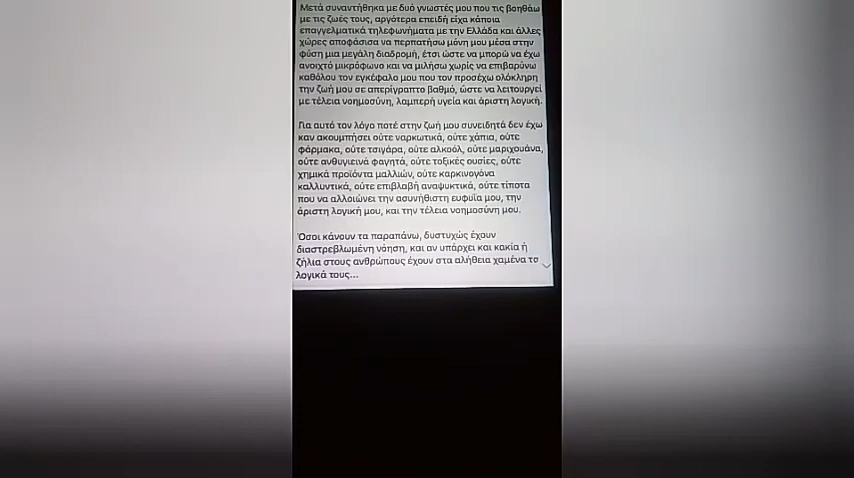 Μετά συναντήθηκα με δυό γνωστές μου που τις βοηθάω
με τις ζωές τους, αργότερα επειδή είχα κάποια
επαγγελματικά τηλεφωνήματα με την Ελλάδα και άλλες
χώρες αποφάσισα να περπατήσω μόνη μου μέσα στην
φύση μια μεγάλη διαδρομή, έτσι ώστε να μπορώ να έχω
ανοιχτό μικρόφωνο και να μιλήσω χωρίς να επιβαρύνω
καθόλου τον εγκέφαλο μου που τον προσέχω ολόκληρη
την ζωή μου σε απερίγραπτο βαθμό, ώστε να λειτουργεί
με τέλεια νοημοσύνη, λαμπερή υγεία και άριστη λογική.
Για αυτό τον λόγο ποτέ στην ζωή μου συνειδητά δεν έχω
καν ακουμπήσει ούτε ναρκωτικά, ούτε χάπια, ούτε
φάρμακα, ούτε τσιγάρα, ούτε αλκοόλ, ούτε μαριχουάνα,
ούτε ανθυγιεινά φαγητά, ούτε τοξικές ουσίες, ούτε
χημικά προϊόντα μαλλιών, ούτε καρκινογόνα
καλλυντικά, ούτε επιβλαβή αναψυκτικά, ούτε τίποτα
που να αλλοιώνει την ασυνήθιστη ευφυΐα μου, την
άριστη λογική μου, και την τέλεια νοημοσύνη μου.
Όσοι κάνουν τα παραπάνω, δυστυχώς έχουν
διαστρεβλωμένη νόηση, και αν υπάρχει και κακία ή
ζήλια στους ανθρώπους έχουν στα αλήθεια χαμένα το
λογικά τους...